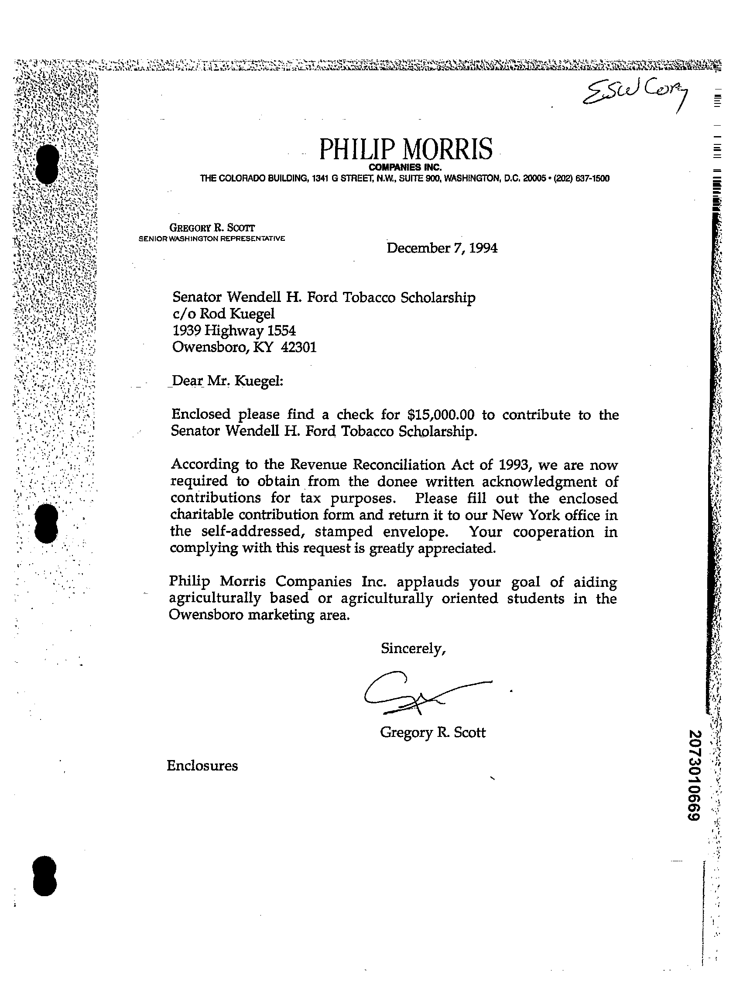 ESW Copy
PHILIP MORRIS
COMPANIES INC.
THE COLORADO BUILDING, 1341 G STREET, N.W., SUITE 900, WASHINGTON, D.C. 20005 • (202) 637-1500
GREGORY R. SCOTT
SENIOR WASHINGTON REPRESENTATIVE
December 7, 1994
Senator Wendell H. Ford Tobacco Scholarship
c/o Rod Kuegel
1939 Highway 1554
Owensboro, KY 42301
Dear Mr. Kuegel:
Enclosed please find a check for $15,000.00 to contribute to the
Senator Wendell H. Ford Tobacco Scholarship.
According to the Revenue Reconciliation Act of 1993, we are now
required to obtain from the donee written acknowledgment of
contributions for tax purposes. Please fill out the enclosed
charitable contribution form and return it to our New York office in
the self-addressed, stamped envelope. Your cooperation in
complying with this request is greatly appreciated.
Philip Morris Companies Inc. applauds your goal of aiding
agriculturally based or agriculturally oriented students in the
Owensboro marketing area.
Sincerely,
Gregory R. Scott
Enclosures
2073010669